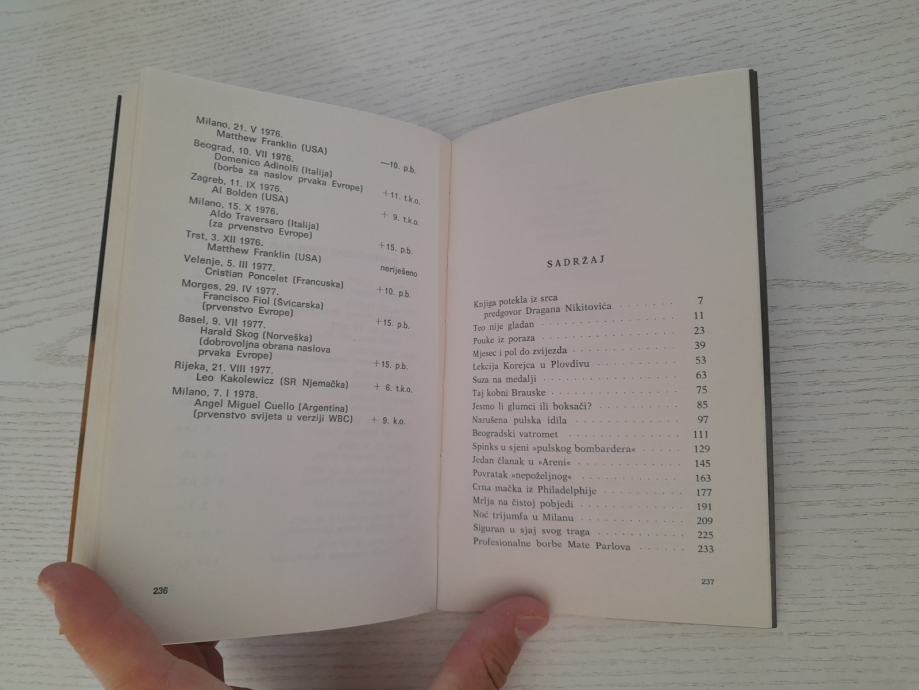 Milano, 21. V 1976.
Matthew Franklin (USA) —10. p.b.
Beograd, 10. VII 1976.
Domenico Adinolfi (Italija)
(borba za naslov prvaka Evrope) +11. t.k.o.
Zagreb, 11. IX 1976.
Al Bolden (USA) + 9. t.k.o.
Milano, 15. X 1976.
Aldo Traversaro (Italija)
(za prvenstvo Evrope) +15. p.b.
Trst, 3. XII 1976.
Matthew Franklin (USA) neriješeno
Velenje, 5. III 1977.
Cristian Poncelet (Francuska) +10. p.b.
Morges, 29. IV 1977.
Francisco Fiol (Švicarska)
(prvenstvo Evrope) +15. p.b.
Basel, 9. VII 1977.
Harald Skog (Norveška)
(dobrovoljna obrana naslova
prvaka Evrope) +15. p.b.
Rijeka, 21. VIII 1977.
Leo Kakolewicz (SR Njemačka) + 6. t.k.o.
Milano, 7. I 1978.
Angel Miguel Cuello (Argentina)
(prvenstvo svijeta u verziji WBC) + 9. k.o.
236
SADRŽAJ
Knjiga potekla iz srca
predgovor Dragana Nikitovića . . . . . . . 7
Teo nije gladan . . . . . . . . . . . . . . . 11
Pouke iz poraza . . . . . . . . . . . . . . . 23
Mjesec i pol do zvijezda . . . . . . . . . . . 39
Lekcija Korejca u Plovdivu . . . . . . . . . 53
Suza na medalji . . . . . . . . . . . . . . . 63
Taj kobni Brauske . . . . . . . . . . . . . . 75
Jesmo li glumci ili boksači? . . . . . . . . . 85
Narušena pulska idila . . . . . . . . . . . . 97
Beogradski vatromet . . . . . . . . . . . . 111
Spinks u sjeni »pulskog bombardera« . . . . . 129
Jedan članak u »Areni« . . . . . . . . . . . 145
Povratak »nepoželjnog« . . . . . . . . . . . 163
Crna mačka iz Philadelphije . . . . . . . . . 177
Mrlja na čistoj pobjedi . . . . . . . . . . . 191
Noć trijumfa u Milanu . . . . . . . . . . . 209
Siguran u sjaj svog traga . . . . . . . . . . 225
Profesionalne borbe Mate Parlova . . . . . . 233
237